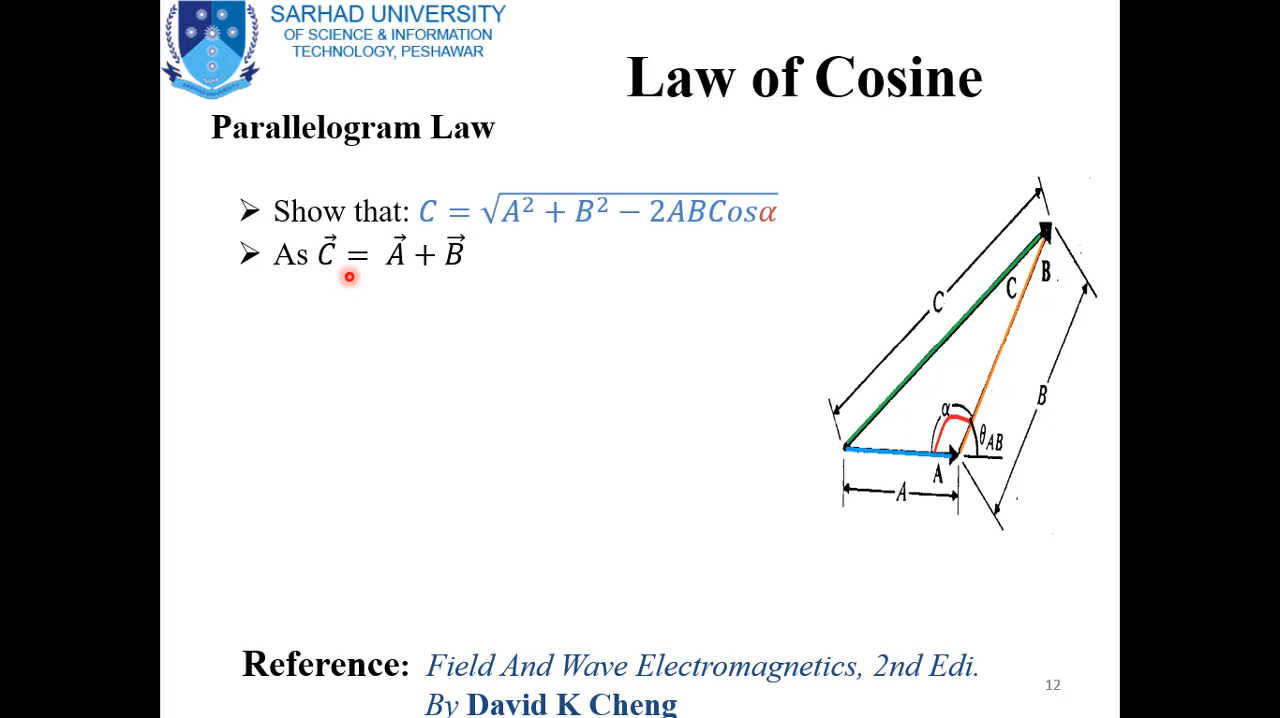 SARHAD UNIVERSITY
OF SCIENCE & INFORMATION
TECHNOLOGY, PESHAWAR
Law of Cosine
Parallelogram Law
➢ Show that: C = √A² + B² − 2ABCosα
➢ As C⃗ = A⃗ + B⃗
C
C
B
B
α
θAB
A
A
Reference: Field And Wave Electromagnetics, 2nd Edi.
By David K Cheng
12